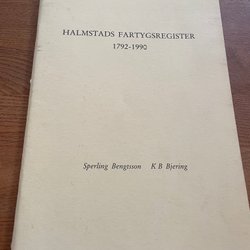 HALMSTADS FARTYGSREGISTER
1792-1990
Sperling Bengtsson K B Bjering